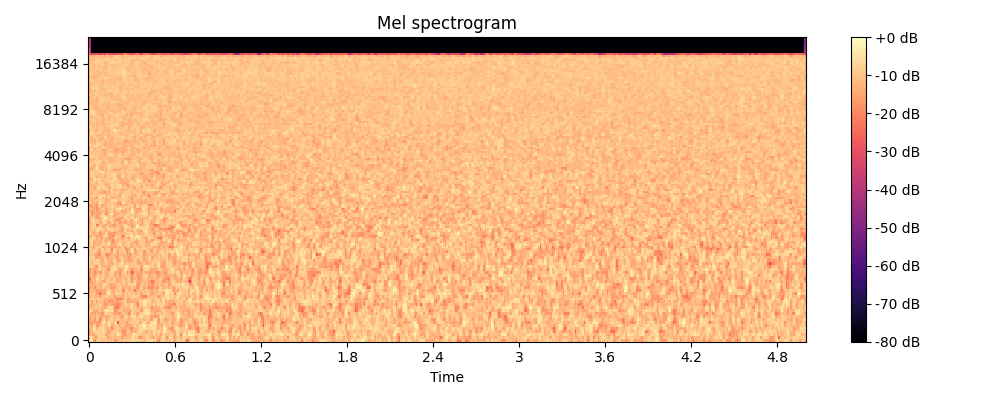 Mel spectrogram
Hz
16384
8192
4096
2048
1024
512
0
0 0.6 1.2 1.8 2.4 3 3.6 4.2 4.8
Time
+0 dB
-10 dB
-20 dB
-30 dB
-40 dB
-50 dB
-60 dB
-70 dB
-80 dB